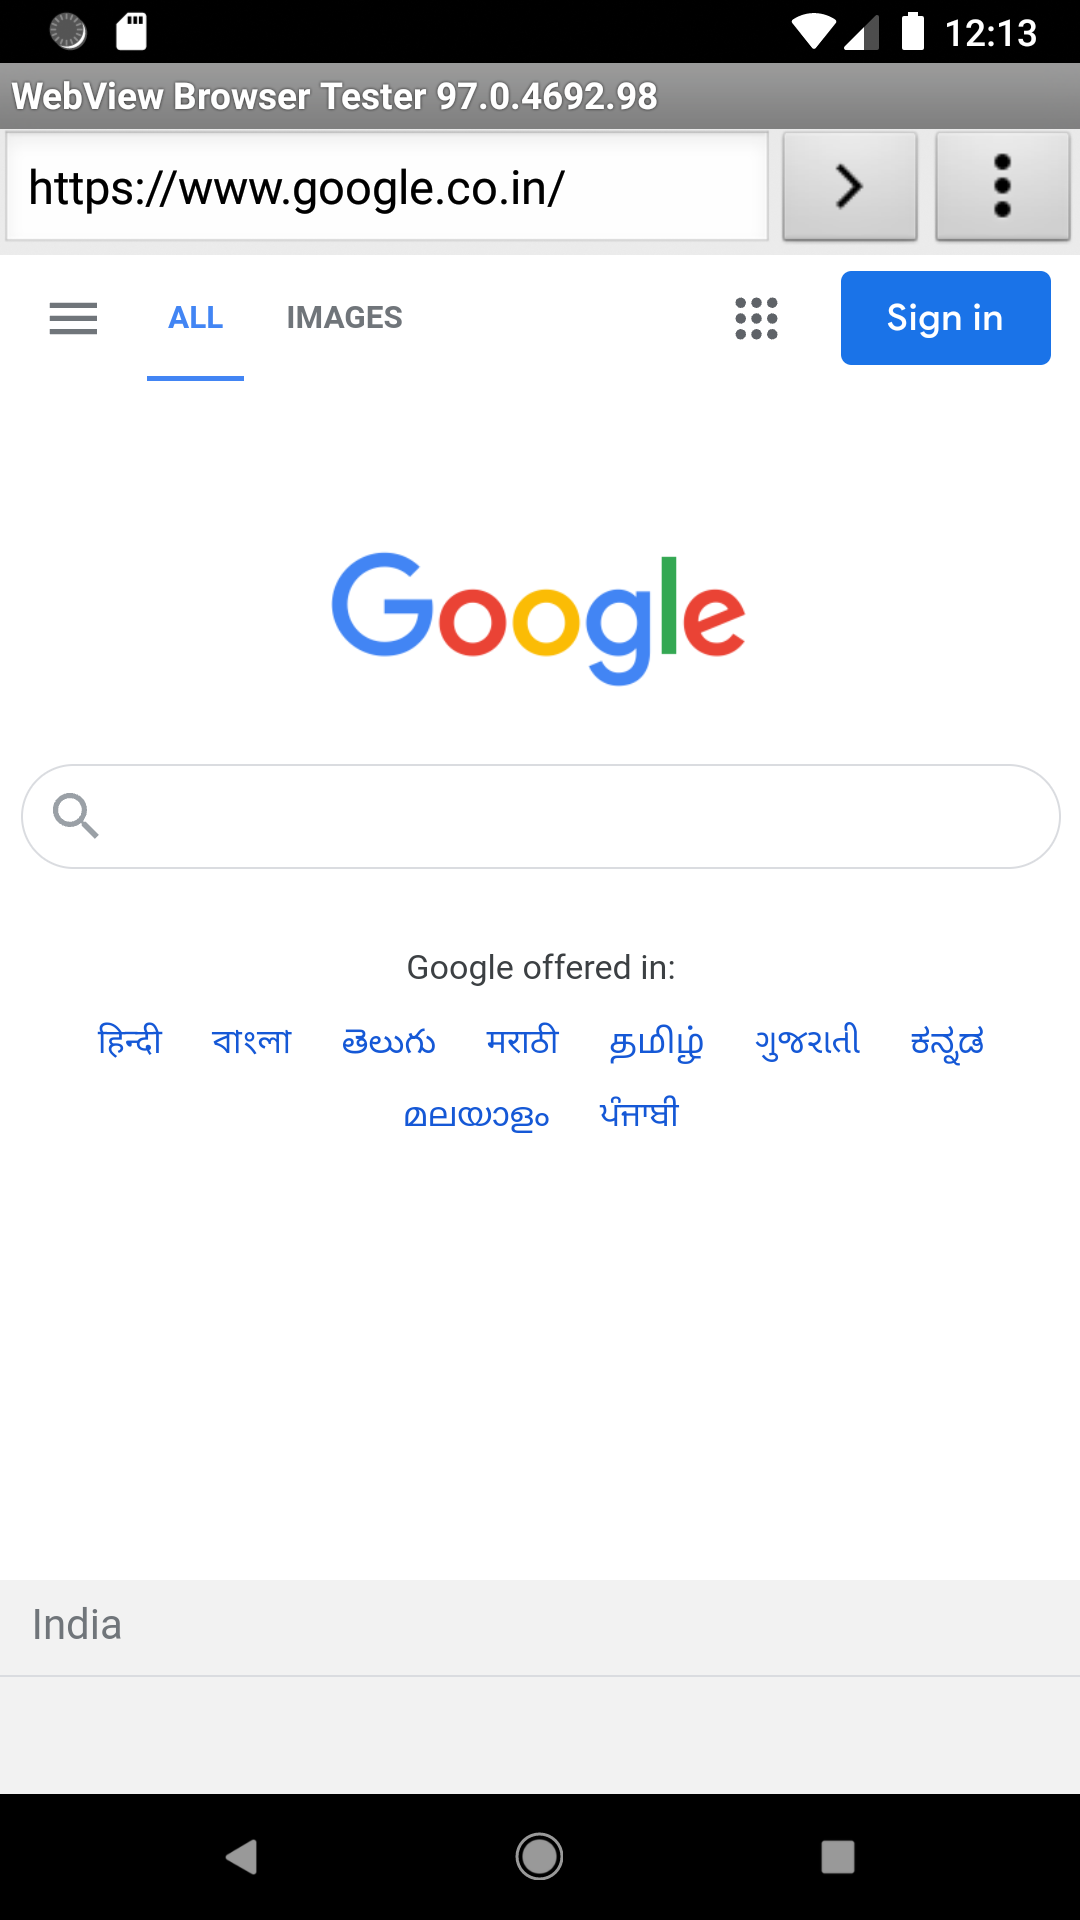 12:13
WebView Browser Tester 97.0.4692.98
https://www.google.co.in/
ALL IMAGES Sign in
Google
Google offered in:
हिन्दी বাংলা తెలుగు मराठी தமிழ் ગુજરાતી ಕನ್ನಡ
മലയാളം ਪੰਜਾਬੀ
India